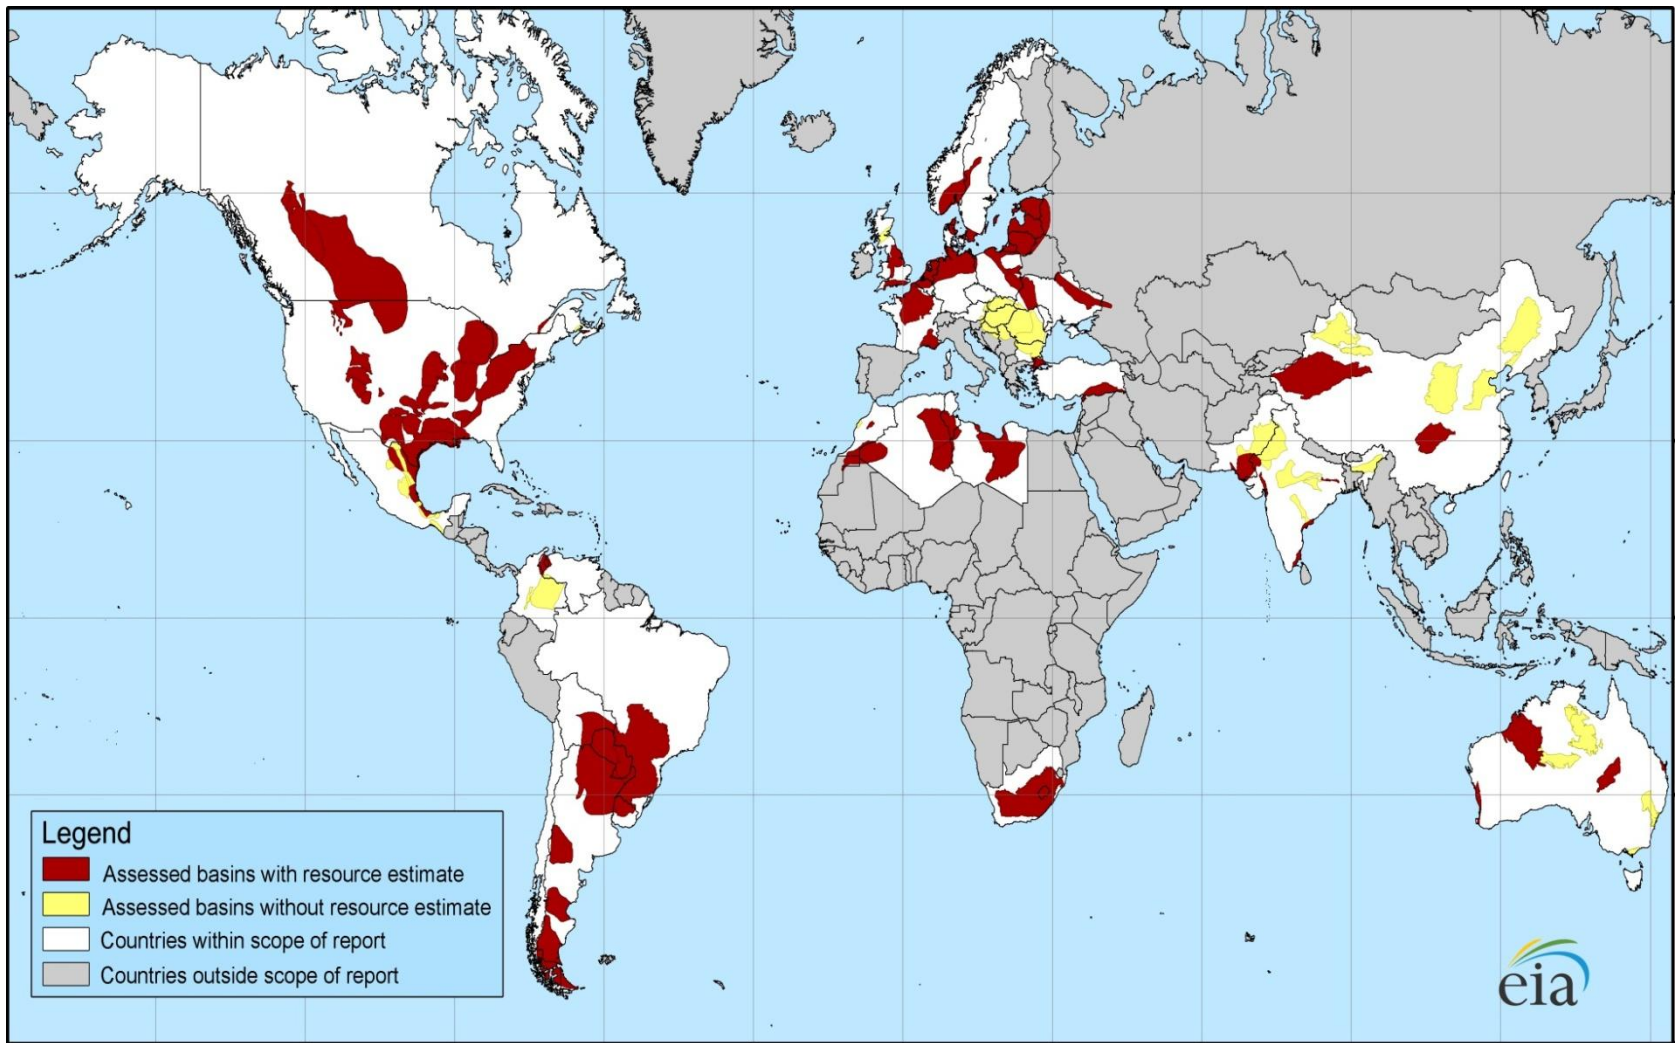 Legend
Assessed basins with resource estimate
Assessed basins without resource estimate
Countries within scope of report
Countries outside scope of report
eia